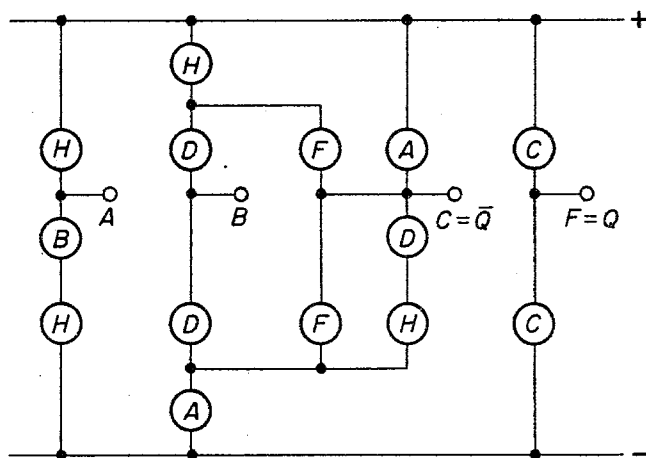 +
H
H D F A C
A B C = Q̄ F = Q
B D
H D F H C
A
−